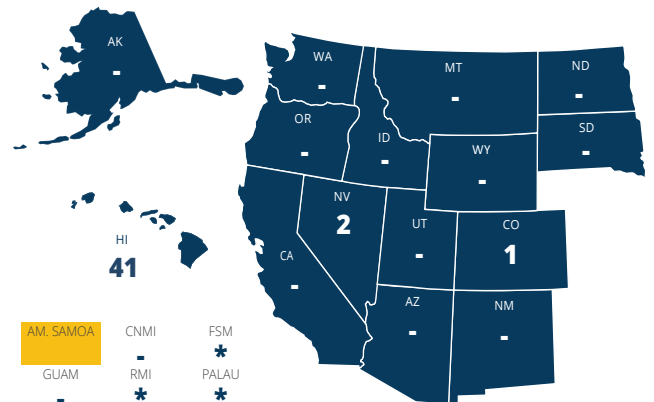 AK
-
WA
-
MT
-
ND
-
OR
-
ID
-
WY
-
SD
-
NV
2
UT
-
CO
1
HI
41
CA
-
AZ
-
NM
-
AM. SAMOA
CNMI
-
FSM
*
GUAM
-
RMI
*
PALAU
*